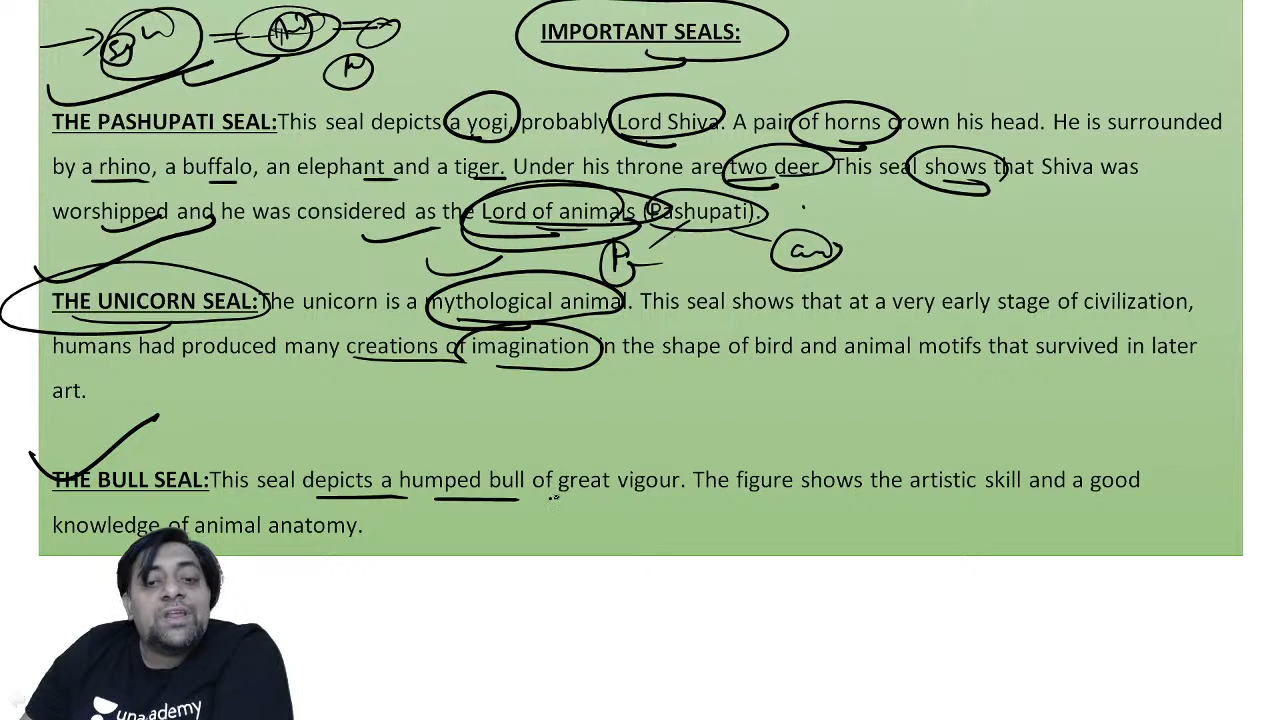 IMPORTANT SEALS:
THE PASHUPATI SEAL:This seal depicts a yogi, probably Lord Shiva. A pair of horns crown his head. He is surrounded
by a rhino, a buffalo, an elephant and a tiger. Under his throne are two deer. This seal shows that Shiva was
worshipped and he was considered as the Lord of animals (Pashupati).
THE UNICORN SEAL:The unicorn is a mythological animal. This seal shows that at a very early stage of civilization,
humans had produced many creations of imagination in the shape of bird and animal motifs that survived in later
art.
THE BULL SEAL:This seal depicts a humped bull of great vigour. The figure shows the artistic skill and a good
knowledge of animal anatomy.
unacademy